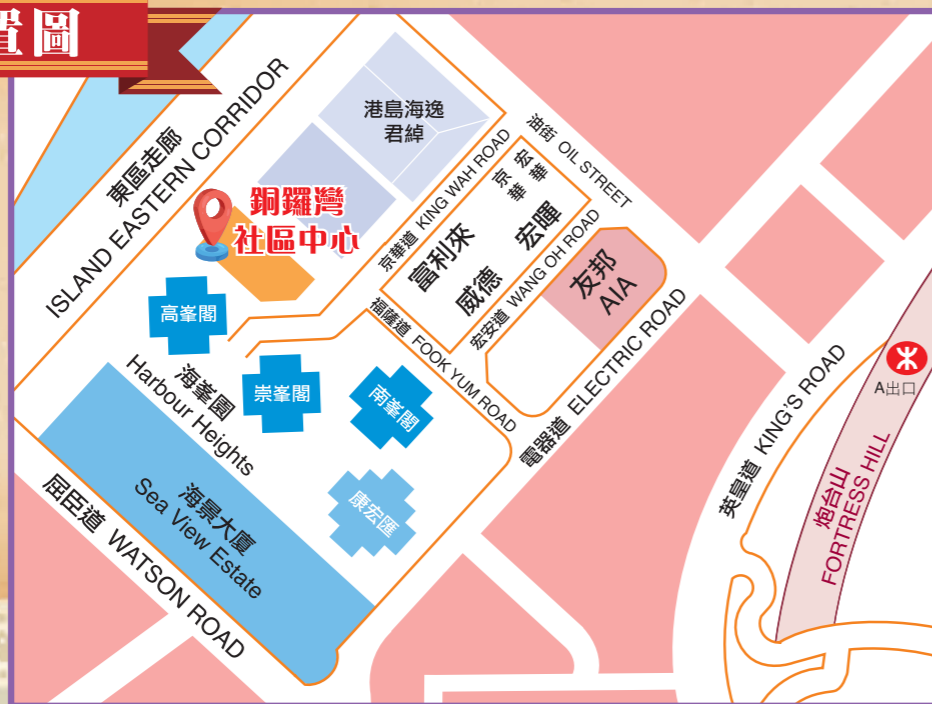 置圖
東區走廊
ISLAND EASTERN CORRIDOR
港島海逸
君綽
銅鑼灣
社區中心
京華道 KING WAH ROAD
油街 OIL STREET
京華
宏華
富利來
宏暉
威德
宏安道 WANG OH ROAD
友邦
AIA
福薩道 FOOK YUM ROAD
電器道 ELECTRIC ROAD
高峯閣
海峯園
Harbour Heights
崇峯閣
南峯閣
康宏匯
海景大廈
Sea View Estate
屈臣道 WATSON ROAD
英皇道 KING'S ROAD
A出口
炮台山
FORTRESS HILL